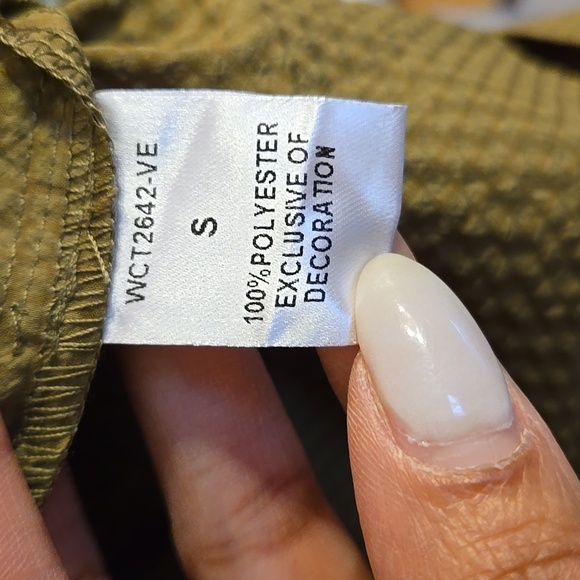 WCT2642-VE
S
100%POLYESTER
EXCLUSIVE OF
DECORATION